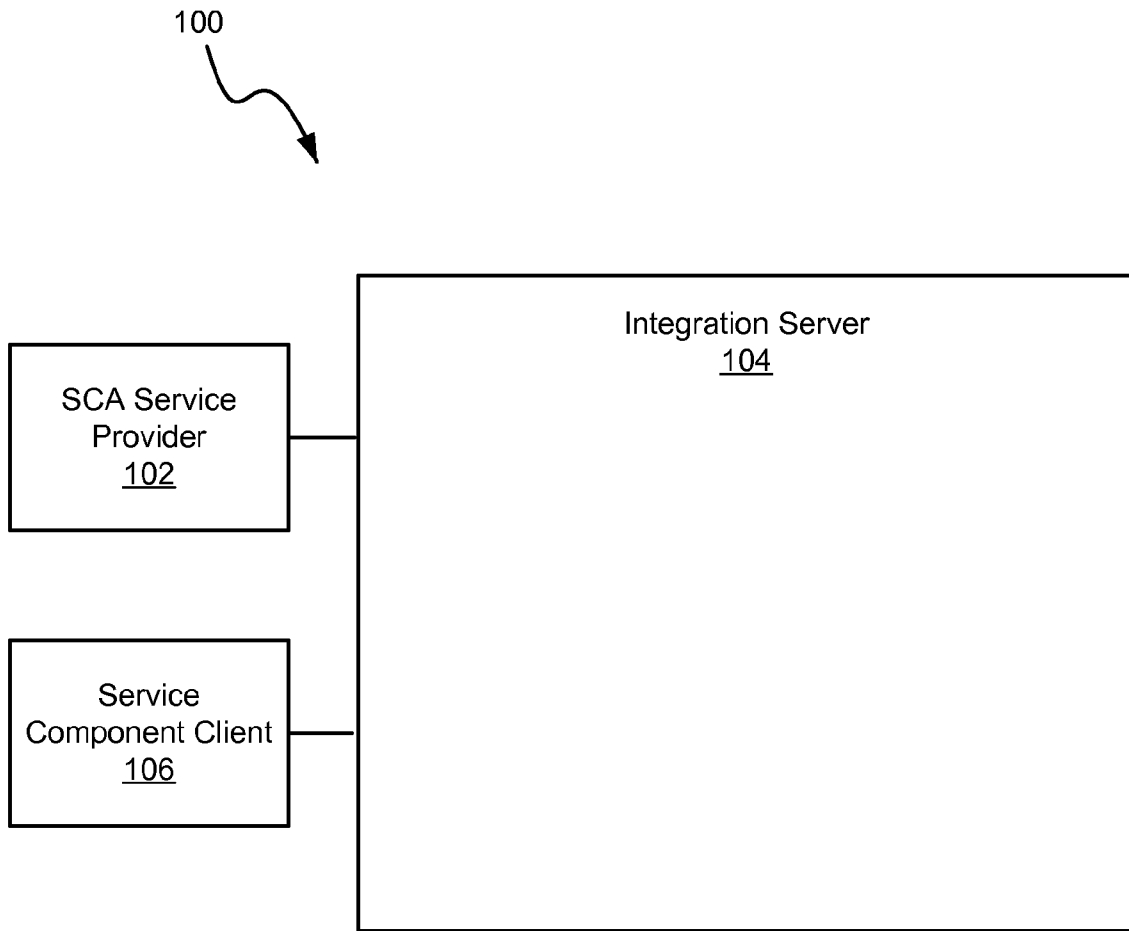 100
Integration Server
104
SCA Service
Provider
102
Service
Component Client
106